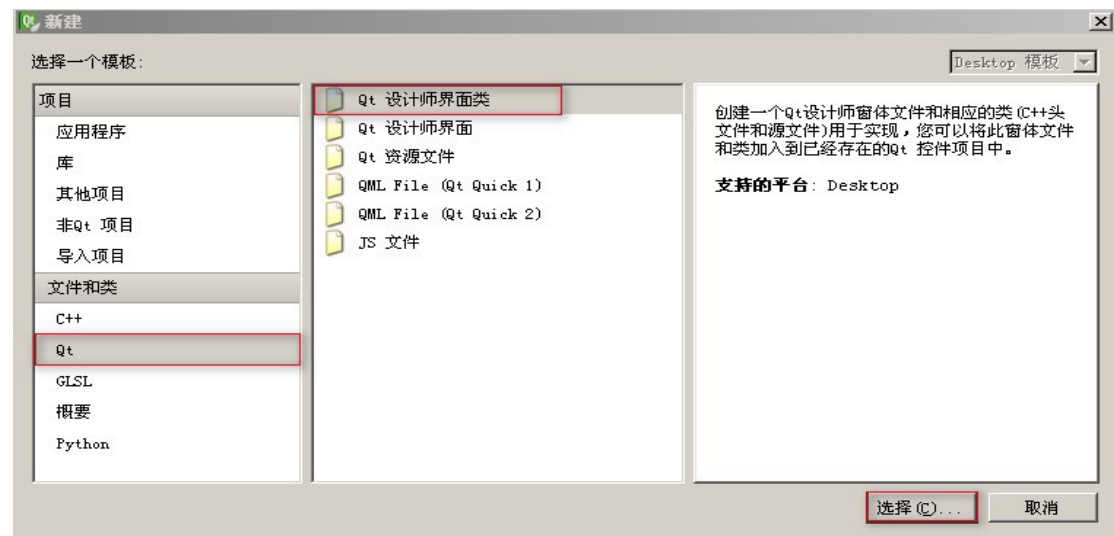 新建
选择一个模板:
Desktop 模板
项目
应用程序
库
其他项目
非Qt 项目
导入项目
文件和类
C++
Qt
GLSL
概要
Python
Qt 设计师界面类
Qt 设计师界面
Qt 资源文件
QML File (Qt Quick 1)
QML File (Qt Quick 2)
JS 文件
创建一个Qt设计师窗体文件和相应的类(C++头
文件和源文件)用于实现，您可以将此窗体文件
和类加入到已经存在的Qt 控件项目中。
支持的平台: Desktop
选择(C)...
取消